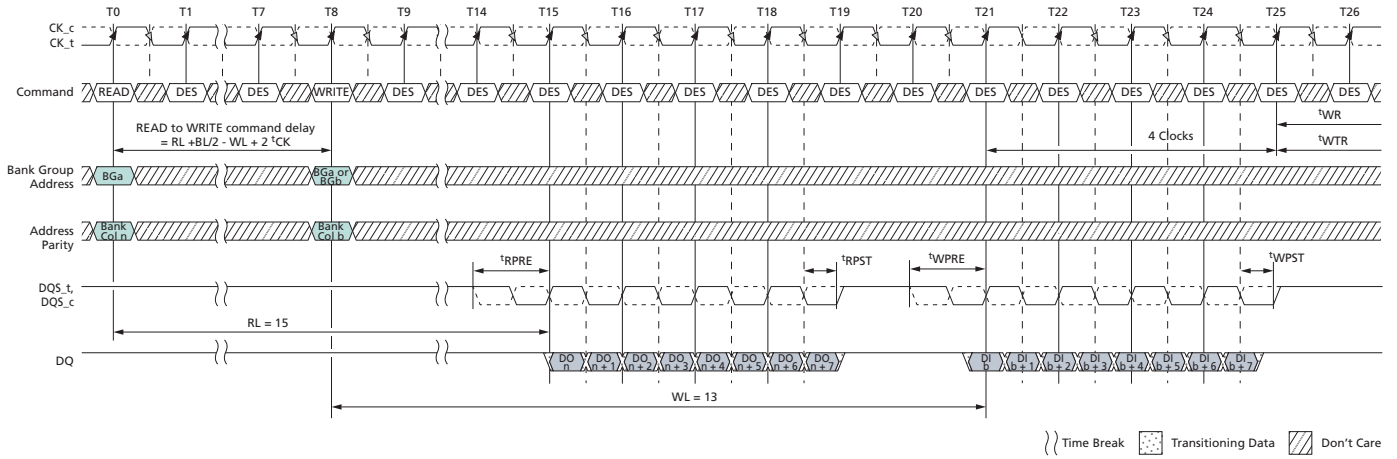 T0 T1 T7 T8 T9 T14 T15 T16 T17 T18 T19 T20 T21 T22 T23 T24 T25 T26
CK_c
CK_t
Command READ DES DES WRITE DES DES DES DES DES DES DES DES DES DES DES DES DES DES
READ to WRITE command delay
= RL +BL/2 - WL + 2 tCK
tWR
4 Clocks
tWTR
Bank Group
Address
BGa
BGa or
BGb
Address
Parity
Bank
Col n
Bank
Col b
tRPRE tRPST tWPRE tWPST
DQS_t,
DQS_c
RL = 15
DQ
DO
n
DO
n + 1
DO
n + 2
DO
n + 3
DO
n + 4
DO
n + 5
DO
n + 6
DO
n + 7
DI
b
DI
b + 1
DI
b + 2
DI
b + 3
DI
b + 4
DI
b + 5
DI
b + 6
DI
b + 7
WL = 13
Time Break Transitioning Data Don't Care